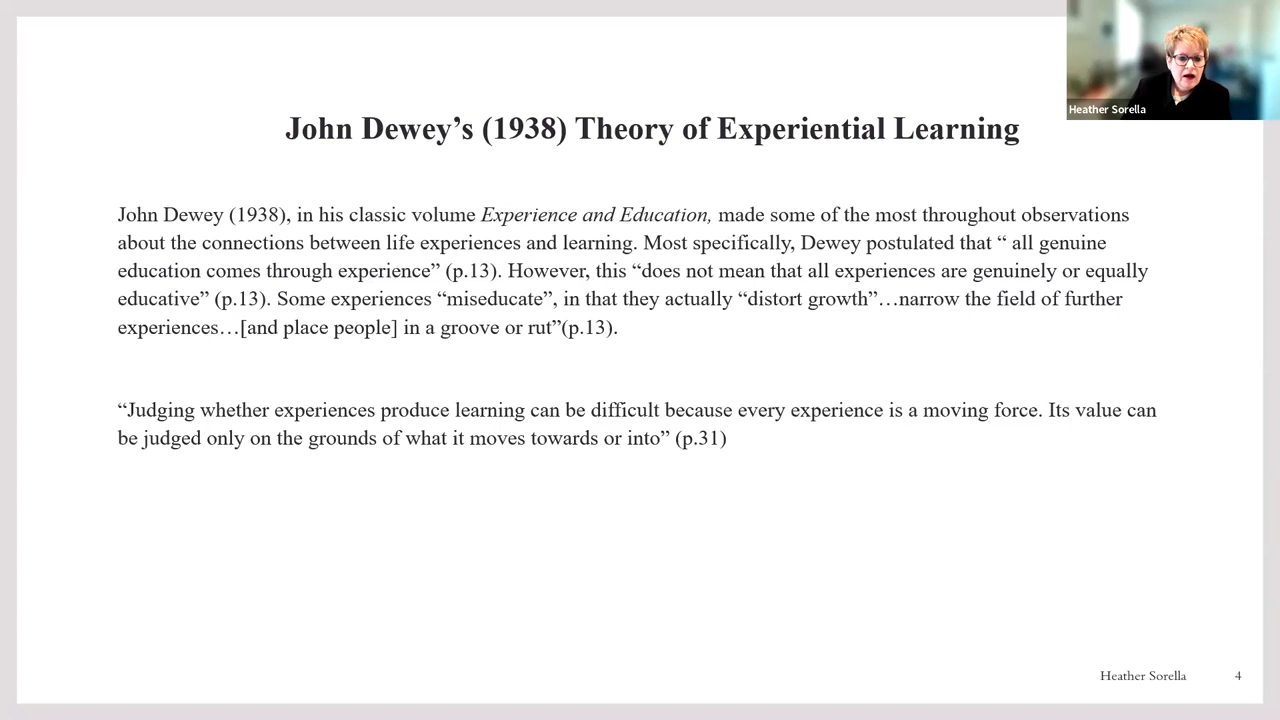 Heather Sorella
John Dewey’s (1938) Theory of Experiential Learning
John Dewey (1938), in his classic volume Experience and Education, made some of the most throughout observations
about the connections between life experiences and learning. Most specifically, Dewey postulated that “ all genuine
education comes through experience” (p.13). However, this “does not mean that all experiences are genuinely or equally
educative” (p.13). Some experiences “miseducate”, in that they actually “distort growth”…narrow the field of further
experiences…[and place people] in a groove or rut”(p.13).
“Judging whether experiences produce learning can be difficult because every experience is a moving force. Its value can
be judged only on the grounds of what it moves towards or into” (p.31)
Heather Sorella 4